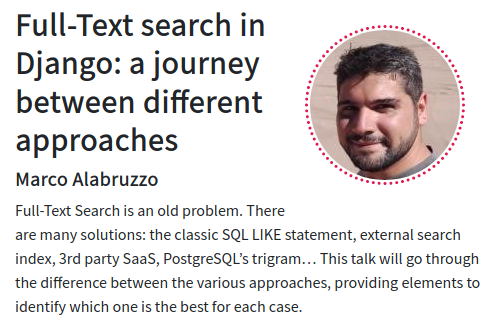 Full-Text search in
Django: a journey
between different
approaches
Marco Alabruzzo
Full-Text Search is an old problem. There
are many solutions: the classic SQL LIKE statement, external search
index, 3rd party SaaS, PostgreSQL’s trigram… This talk will go through
the difference between the various approaches, providing elements to
identify which one is the best for each case.